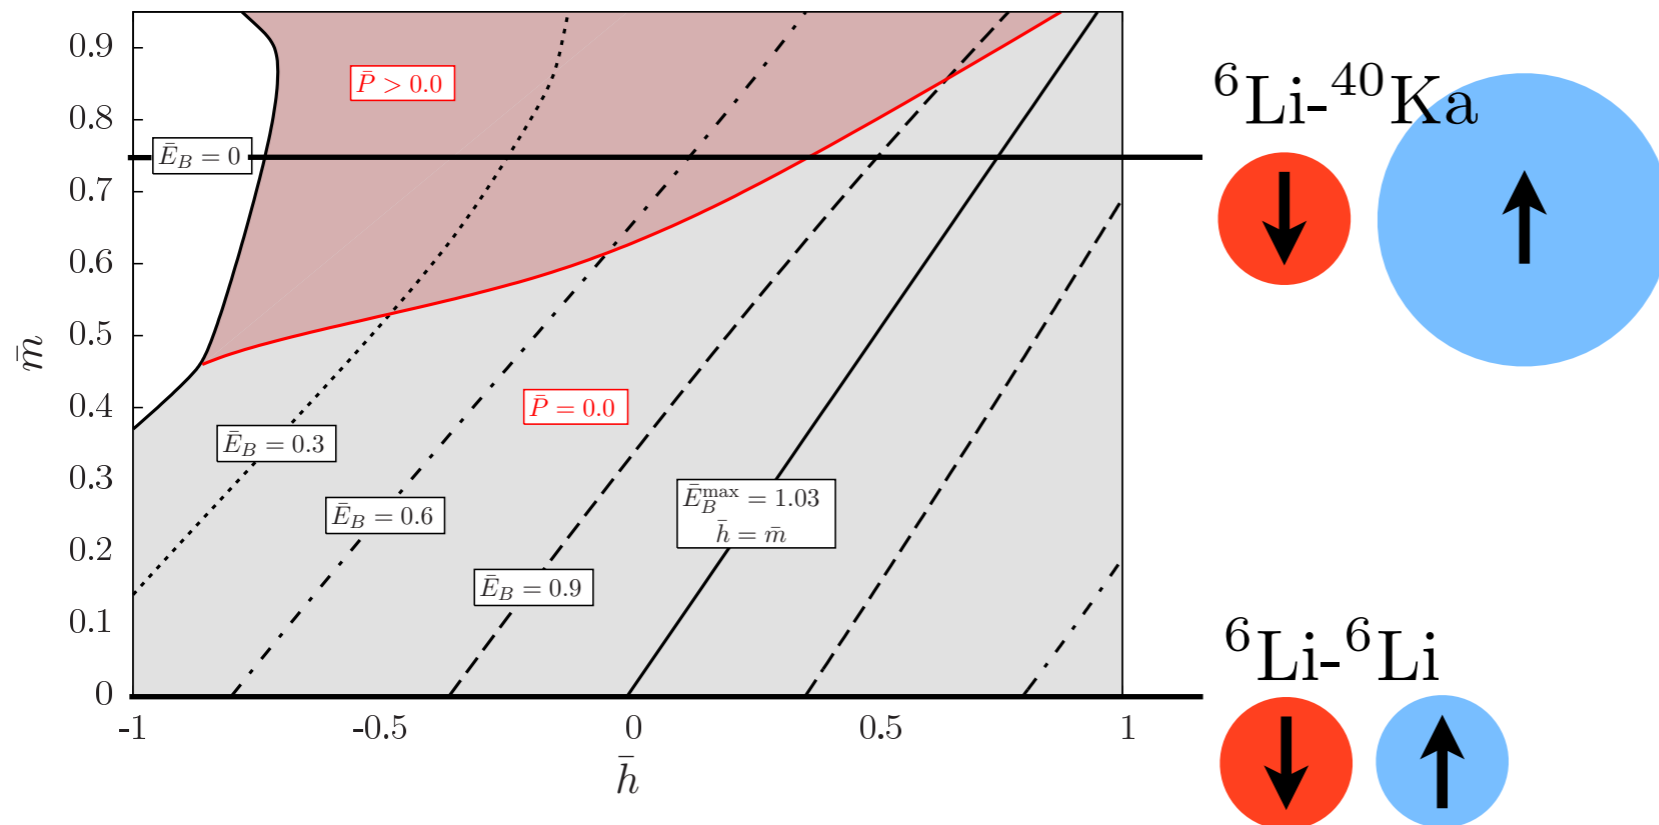 0.9
0.8
0.7
0.6
0.5
0.4
0.3
0.2
0.1
0
m̄
-1
-0.5
0
0.5
1
h̄
P̄ > 0.0
Ē_B = 0
P̄ = 0.0
Ē_B = 0.3
Ē_B = 0.6
Ē_B = 0.9
Ē_B^max = 1.03
h̄ = m̄
⁶Li-⁴⁰Ka
⁶Li-⁶Li